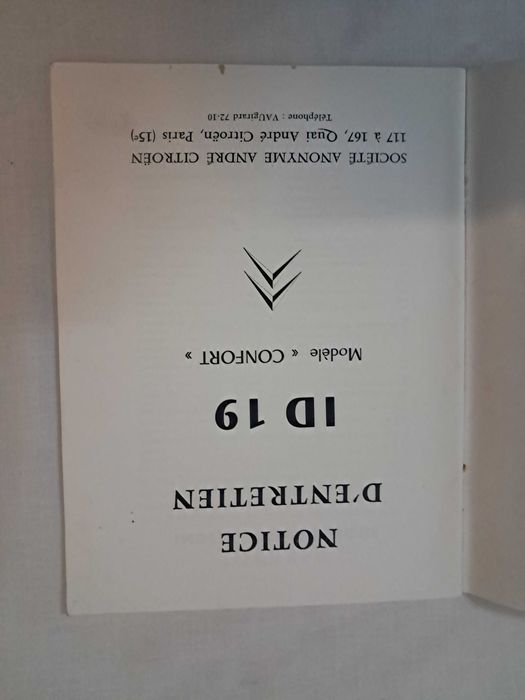 NOTICE
D'ENTRETIEN
ID 19
Modèle « CONFORT »
SOCIÉTÉ ANONYME ANDRÉ CITROËN
117 à 167, Quai André Citroën, Paris (15e)
Téléphone : VAUgirard 72-10